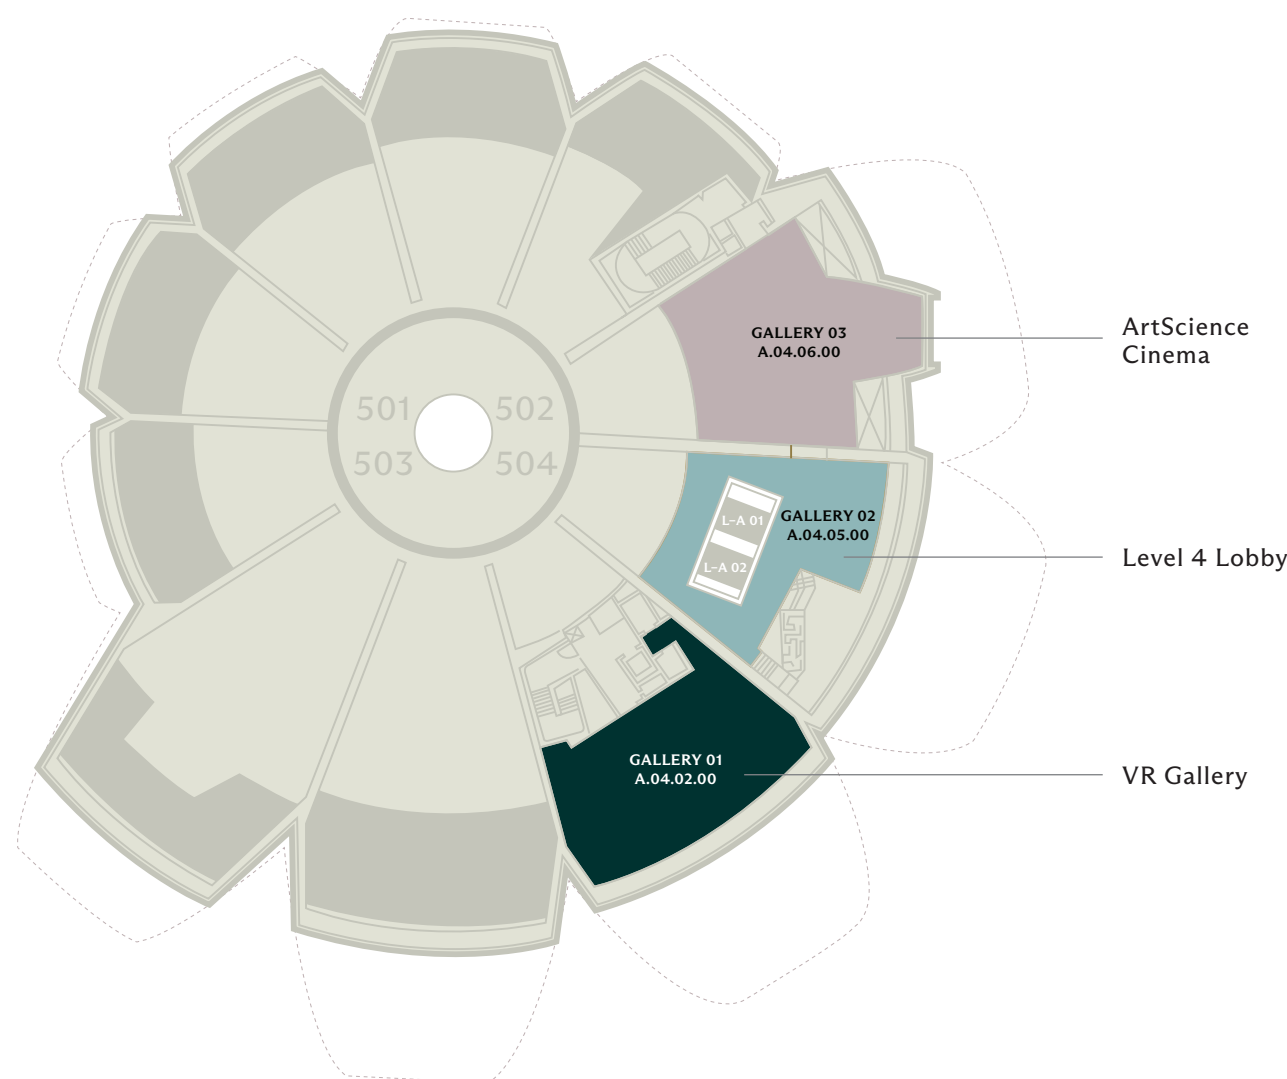 GALLERY 03
A.04.06.00
ArtScience
Cinema
501 502
503 504
L–A 01
L–A 02
GALLERY 02
A.04.05.00
Level 4 Lobby
GALLERY 01
A.04.02.00
VR Gallery